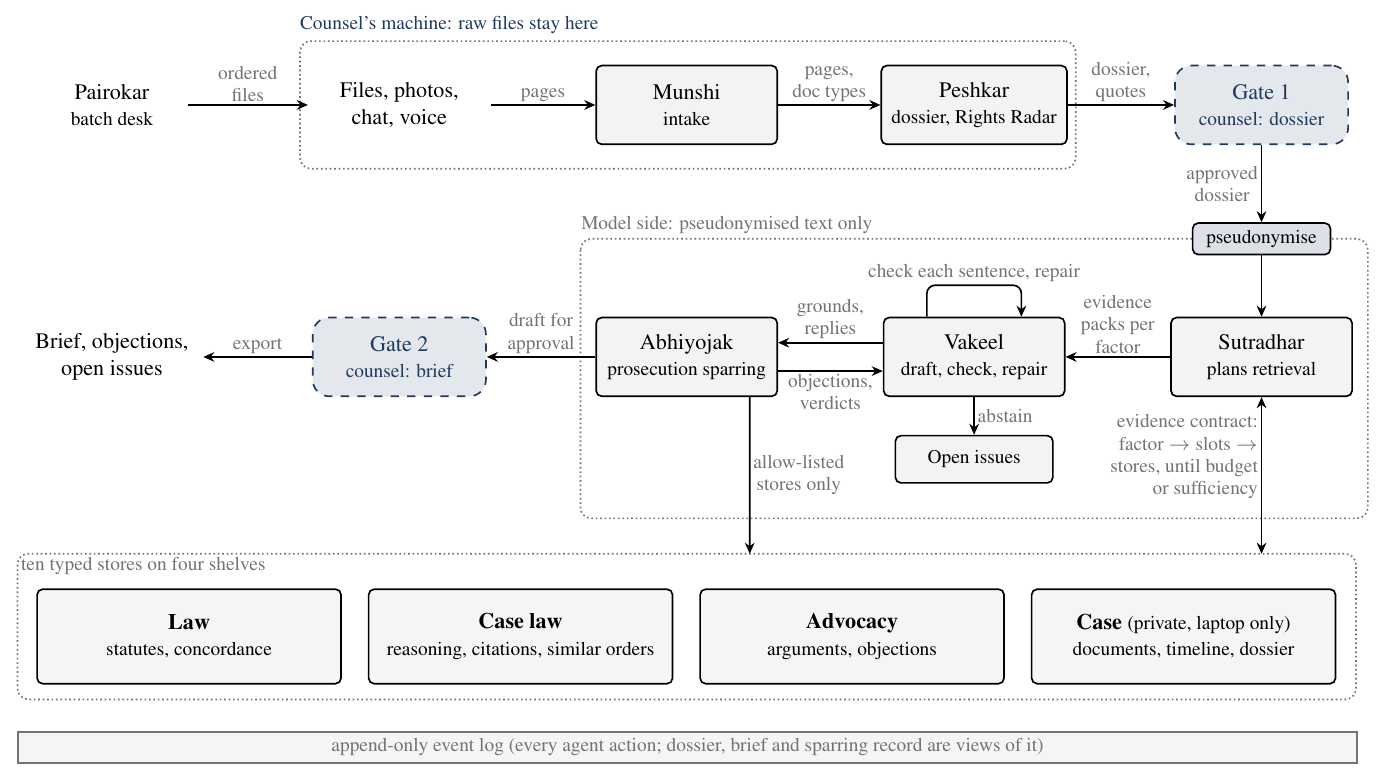 Counsel's machine: raw files stay here
Pairokar
batch desk
ordered
files
Files, photos,
chat, voice
pages
Munshi
intake
pages,
doc types
Peshkar
dossier, Rights Radar
dossier,
quotes
Gate 1
counsel: dossier
approved
dossier
Model side: pseudonymised text only
pseudonymise
check each sentence, repair
Brief, objections,
open issues
export
Gate 2
counsel: brief
draft for
approval
Abhiyojak
prosecution sparring
grounds,
replies
objections,
verdicts
Vakeel
draft, check, repair
evidence
packs per
factor
Sutradhar
plans retrieval
abstain
Open issues
allow-listed
stores only
evidence contract:
factor → slots →
stores, until budget
or sufficiency
ten typed stores on four shelves
Law
statutes, concordance
Case law
reasoning, citations, similar orders
Advocacy
arguments, objections
Case (private, laptop only)
documents, timeline, dossier
append-only event log (every agent action; dossier, brief and sparring record are views of it)